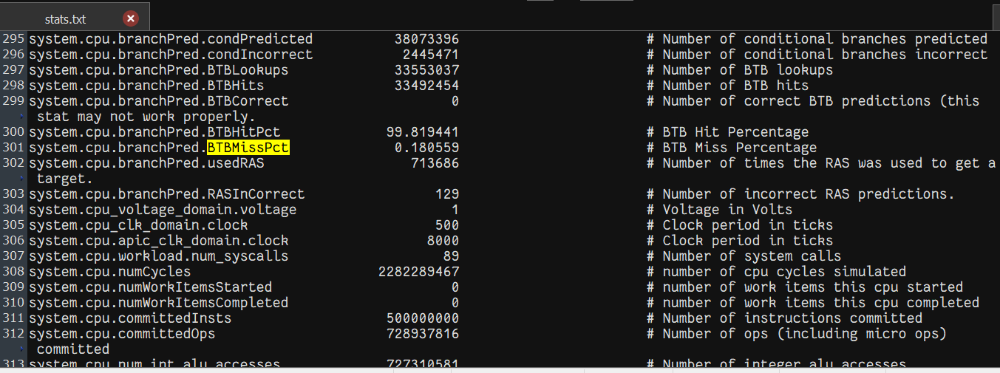 stats.txt
295 system.cpu.branchPred.condPredicted 38073396 # Number of conditional branches predicted
296 system.cpu.branchPred.condIncorrect 2445471 # Number of conditional branches incorrect
297 system.cpu.branchPred.BTBLookups 33553037 # Number of BTB lookups
298 system.cpu.branchPred.BTBHits 33492454 # Number of BTB hits
299 system.cpu.branchPred.BTBCorrect 0 # Number of correct BTB predictions (this
stat may not work properly.
300 system.cpu.branchPred.BTBHitPct 99.819441 # BTB Hit Percentage
301 system.cpu.branchPred.BTBMissPct 0.180559 # BTB Miss Percentage
302 system.cpu.branchPred.usedRAS 713686 # Number of times the RAS was used to get a
target.
303 system.cpu.branchPred.RASInCorrect 129 # Number of incorrect RAS predictions.
304 system.cpu_voltage_domain.voltage 1 # Voltage in Volts
305 system.cpu_clk_domain.clock 500 # Clock period in ticks
306 system.cpu.apic_clk_domain.clock 8000 # Clock period in ticks
307 system.cpu.workload.num_syscalls 89 # Number of system calls
308 system.cpu.numCycles 2282289467 # number of cpu cycles simulated
309 system.cpu.numWorkItemsStarted 0 # number of work items this cpu started
310 system.cpu.numWorkItemsCompleted 0 # number of work items this cpu completed
311 system.cpu.committedInsts 500000000 # Number of instructions committed
312 system.cpu.committedOps 728937816 # Number of ops (including micro ops)
committed
313 system.cpu.num_int_alu_accesses 727310581 # Number of integer alu accesses